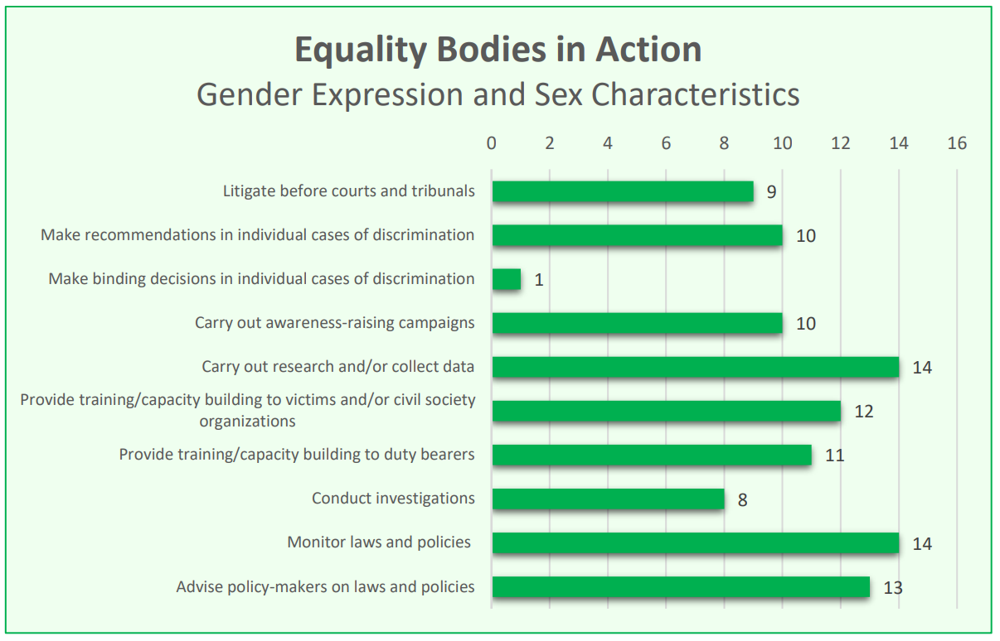 Equality Bodies in Action
Gender Expression and Sex Characteristics
0 2 4 6 8 10 12 14 16
Litigate before courts and tribunals 9
Make recommendations in individual cases of discrimination 10
Make binding decisions in individual cases of discrimination 1
Carry out awareness-raising campaigns 10
Carry out research and/or collect data 14
Provide training/capacity building to victims and/or civil society
organizations 12
Provide training/capacity building to duty bearers 11
Conduct investigations 8
Monitor laws and policies 14
Advise policy-makers on laws and policies 13